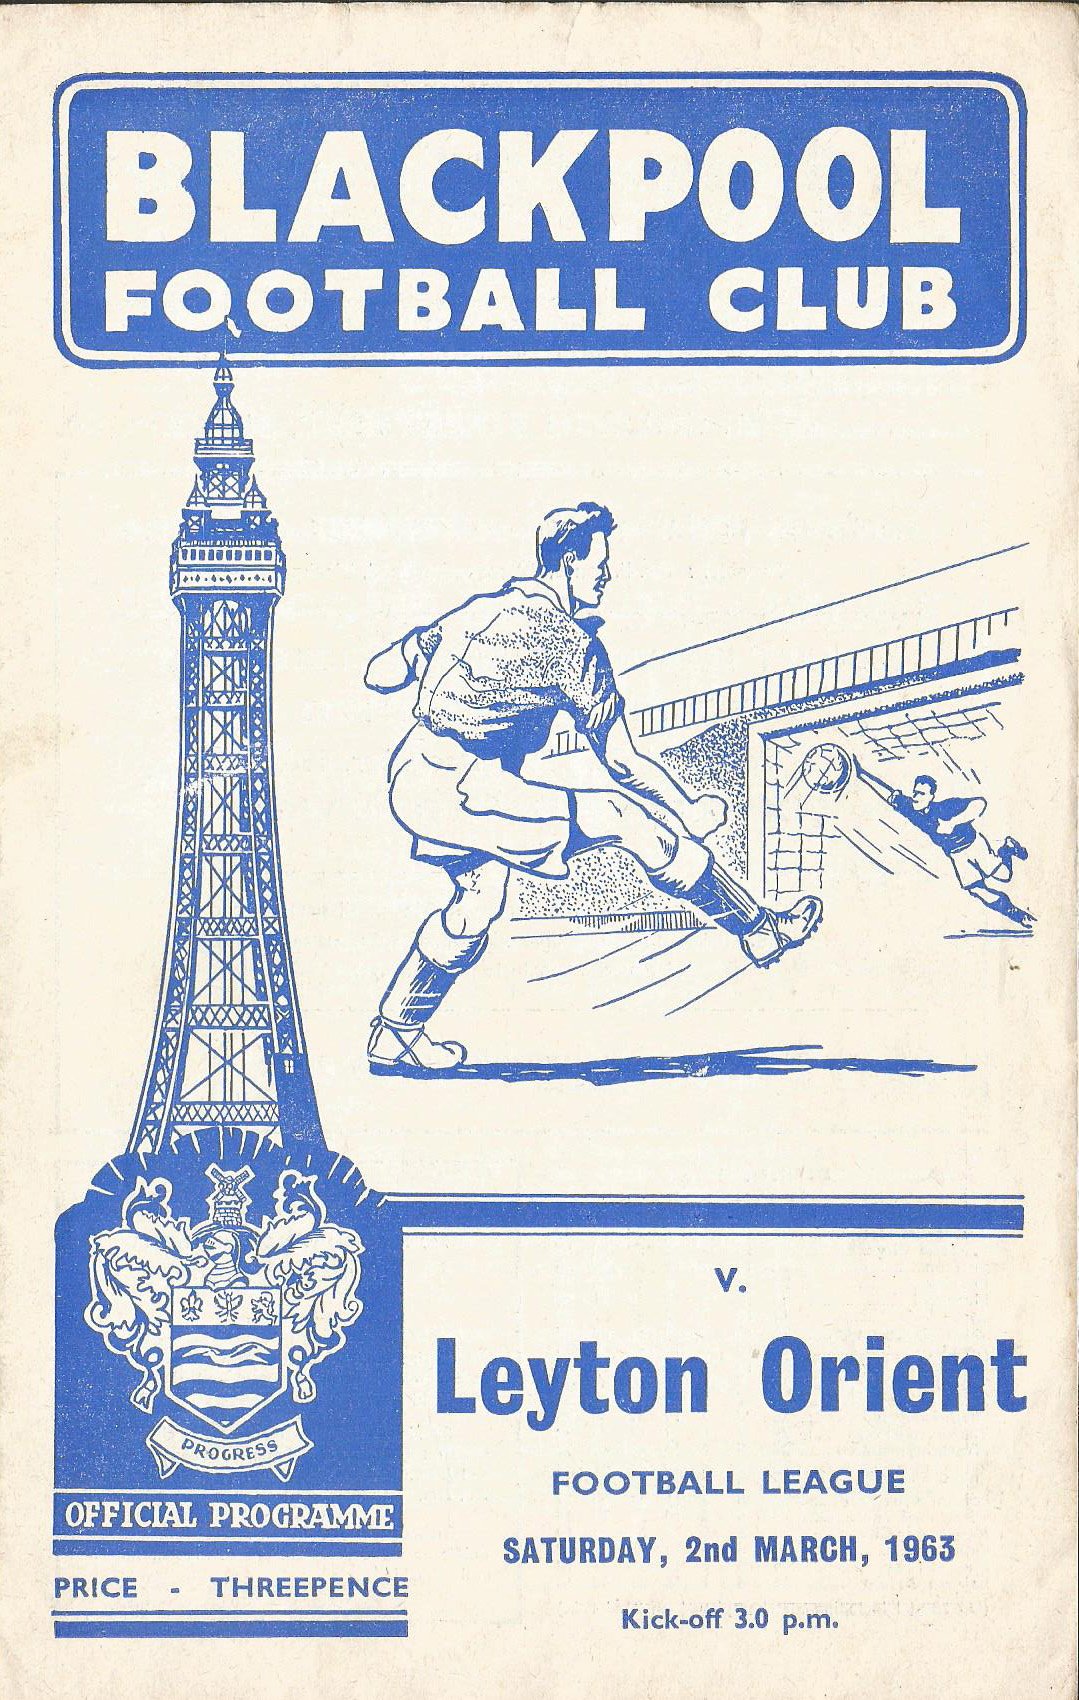 BLACKPOOL
FOOTBALL CLUB
v.
Leyton Orient
FOOTBALL LEAGUE
SATURDAY, 2nd MARCH, 1963
Kick-off 3.0 p.m.
PROGRESS
OFFICIAL PROGRAMME
PRICE - THREEPENCE